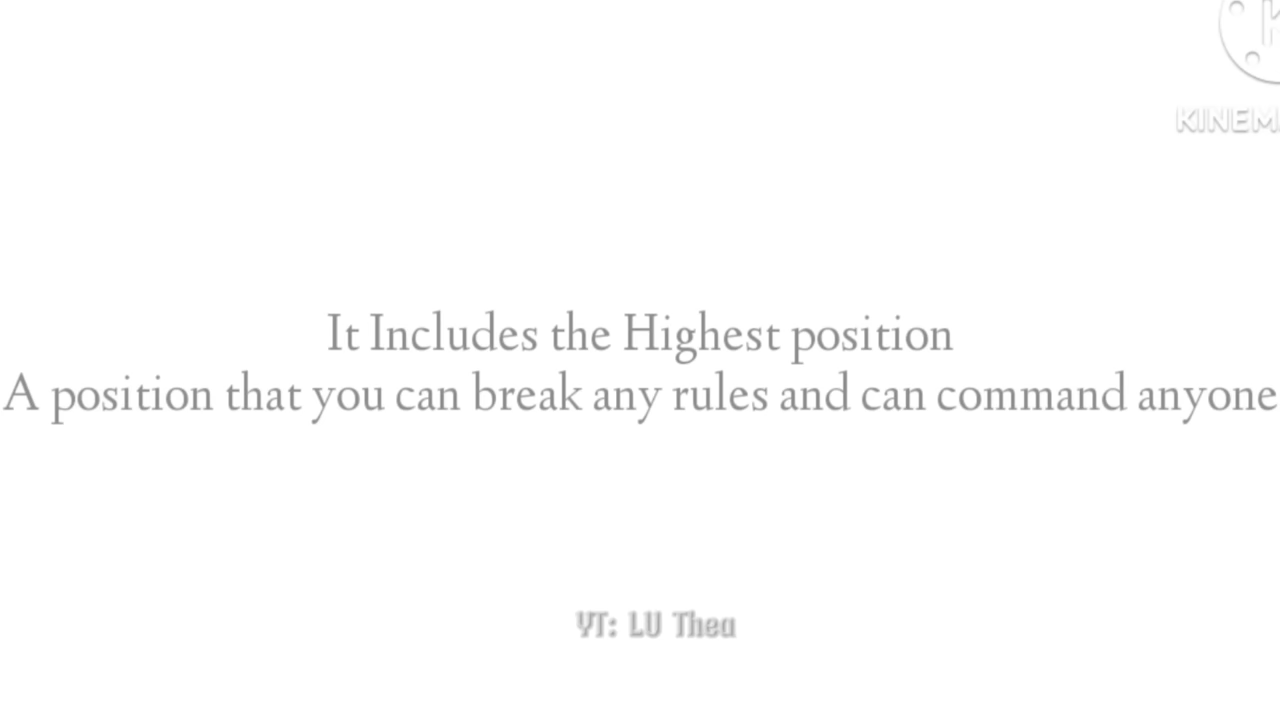 KINEM
It Includes the Highest position
A position that you can break any rules and can command anyone
YT: LU Thea